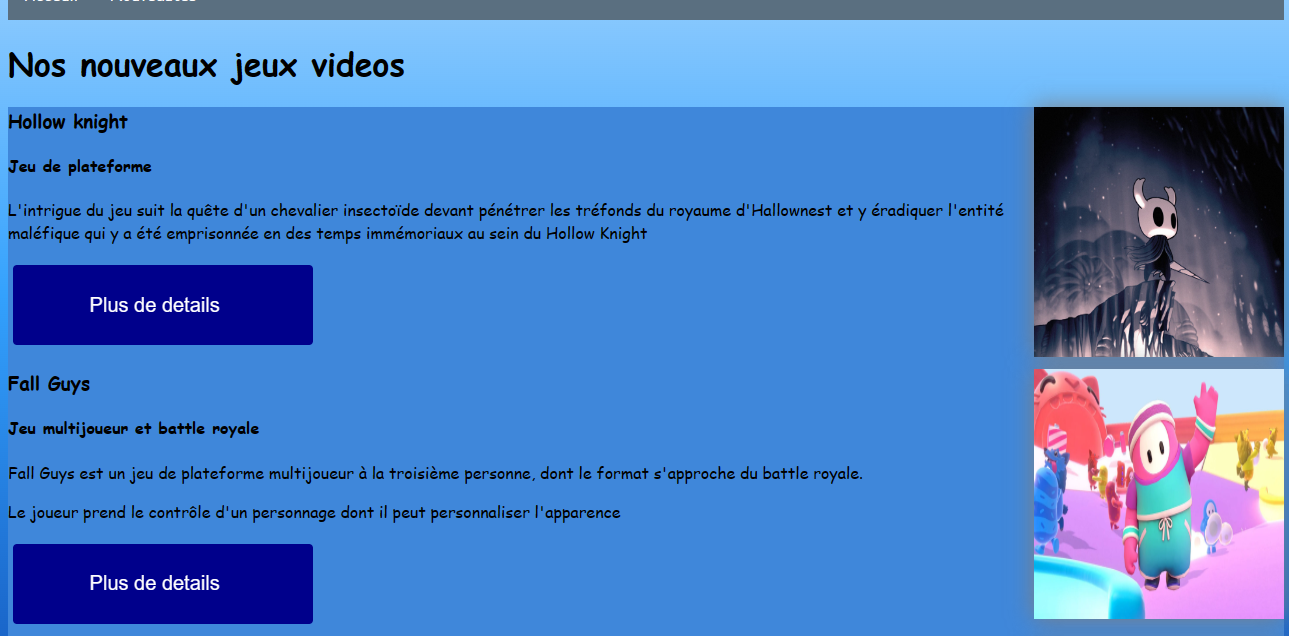 Nos nouveaux jeux videos
Hollow knight
Jeu de plateforme
L'intrigue du jeu suit la quête d'un chevalier insectoïde devant pénétrer les tréfonds du royaume d'Hallownest et y éradiquer l'entité
maléfique qui y a été emprisonnée en des temps immémoriaux au sein du Hollow Knight
Plus de details
Fall Guys
Jeu multijoueur et battle royale
Fall Guys est un jeu de plateforme multijoueur à la troisième personne, dont le format s'approche du battle royale.
Le joueur prend le contrôle d'un personnage dont il peut personnaliser l'apparence
Plus de details